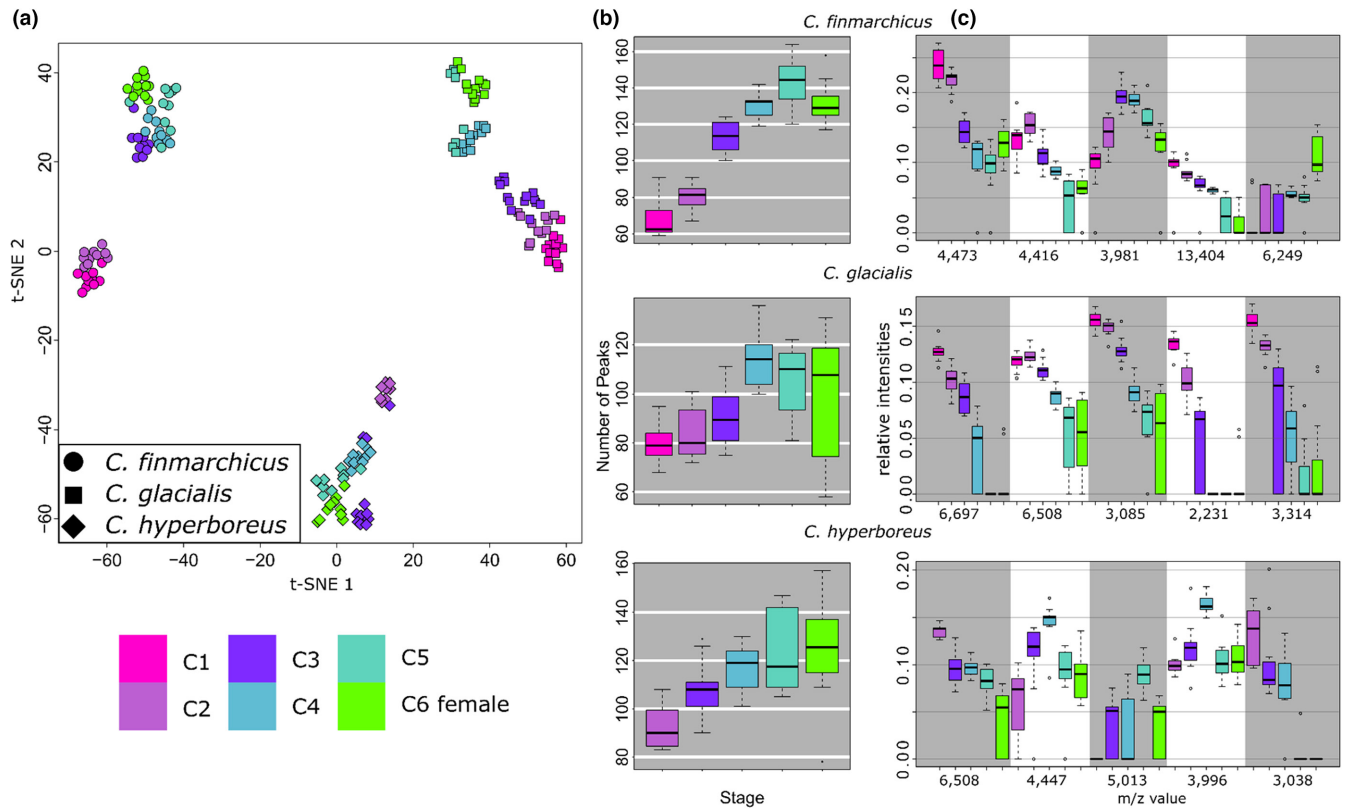 (a)
t-SNE 2
40
20
0
−20
−40
−60
−60
−40
−20
0
20
40
60
t-SNE 1
C. finmarchicus
C. glacialis
C. hyperboreus
C1
C3
C5
C2
C4
C6 female
(b)
(c)
C. finmarchicus
160
140
120
100
80
60
0.20
0.10
0.00
4,473
4,416
3,981
13,404
6,249
C. glacialis
Number of Peaks
120
100
80
60
relative intensities
0.15
0.10
0.05
0.00
6,697
6,508
3,085
2,231
3,314
C. hyperboreus
160
140
120
100
80
Stage
0.20
0.10
0.00
6,508
4,447
5,013
3,996
3,038
m/z value